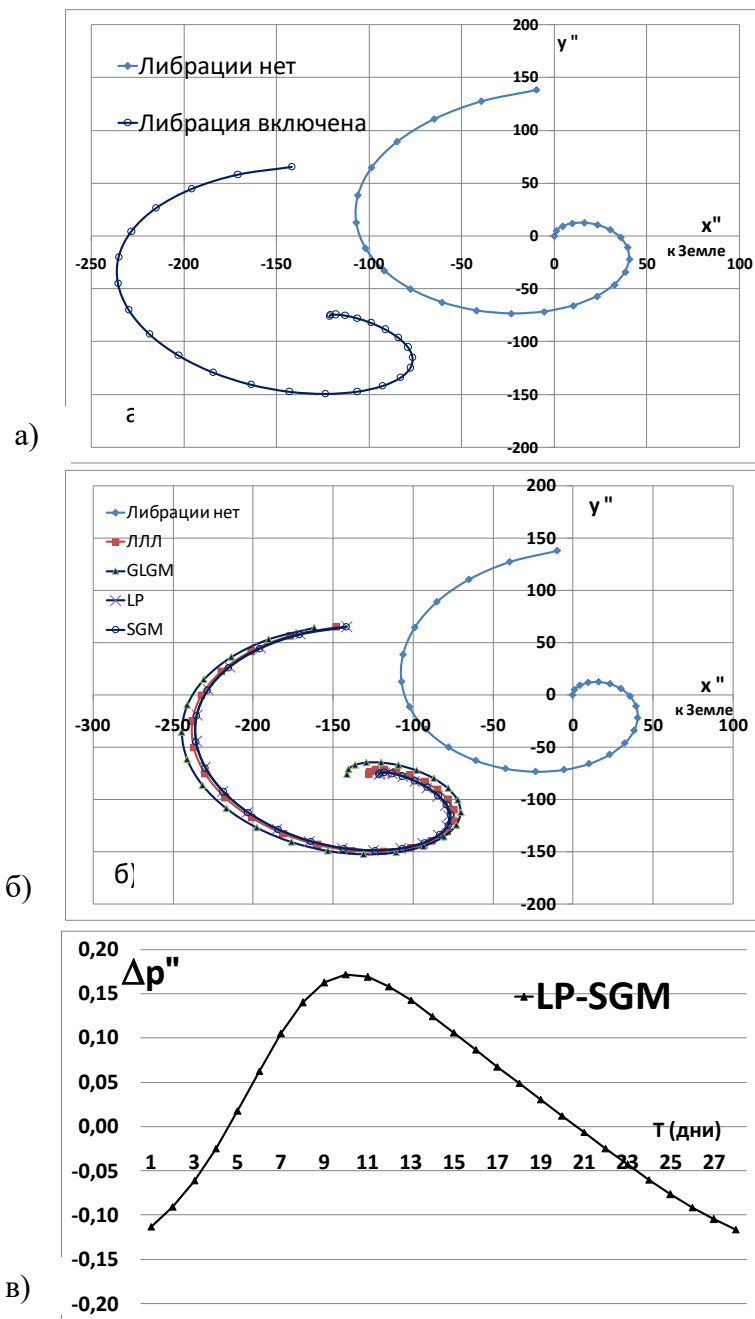 y "
Либрации нет
Либрация включена
200
150
100
50
0
-50
-100
-150
-200
x"
к Земле
-250 -200 -150 -100 -50 0 50 100
а)
Либрации нет
ЛЛЛ
GLGM
LP
SGM
y "
200
150
100
50
0
-50
-100
-150
-200
x "
к Земле
-300 -250 -200 -150 -100 -50 0 50 100
б)
б)
0,20
0,15
0,10
0,05
0,00
-0,05
-0,10
-0,15
-0,20
Δp"
LP-SGM
T (дни)
1 3 5 7 9 11 13 15 17 19 21 23 25 27
в)